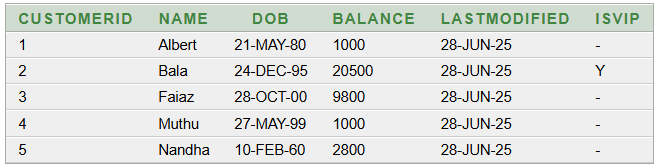 CUSTOMERID NAME DOB BALANCE LASTMODIFIED ISVIP
1 Albert 21-MAY-80 1000 28-JUN-25 -
2 Bala 24-DEC-95 20500 28-JUN-25 Y
3 Faiaz 28-OCT-00 9800 28-JUN-25 -
4 Muthu 27-MAY-99 1000 28-JUN-25 -
5 Nandha 10-FEB-60 2800 28-JUN-25 -